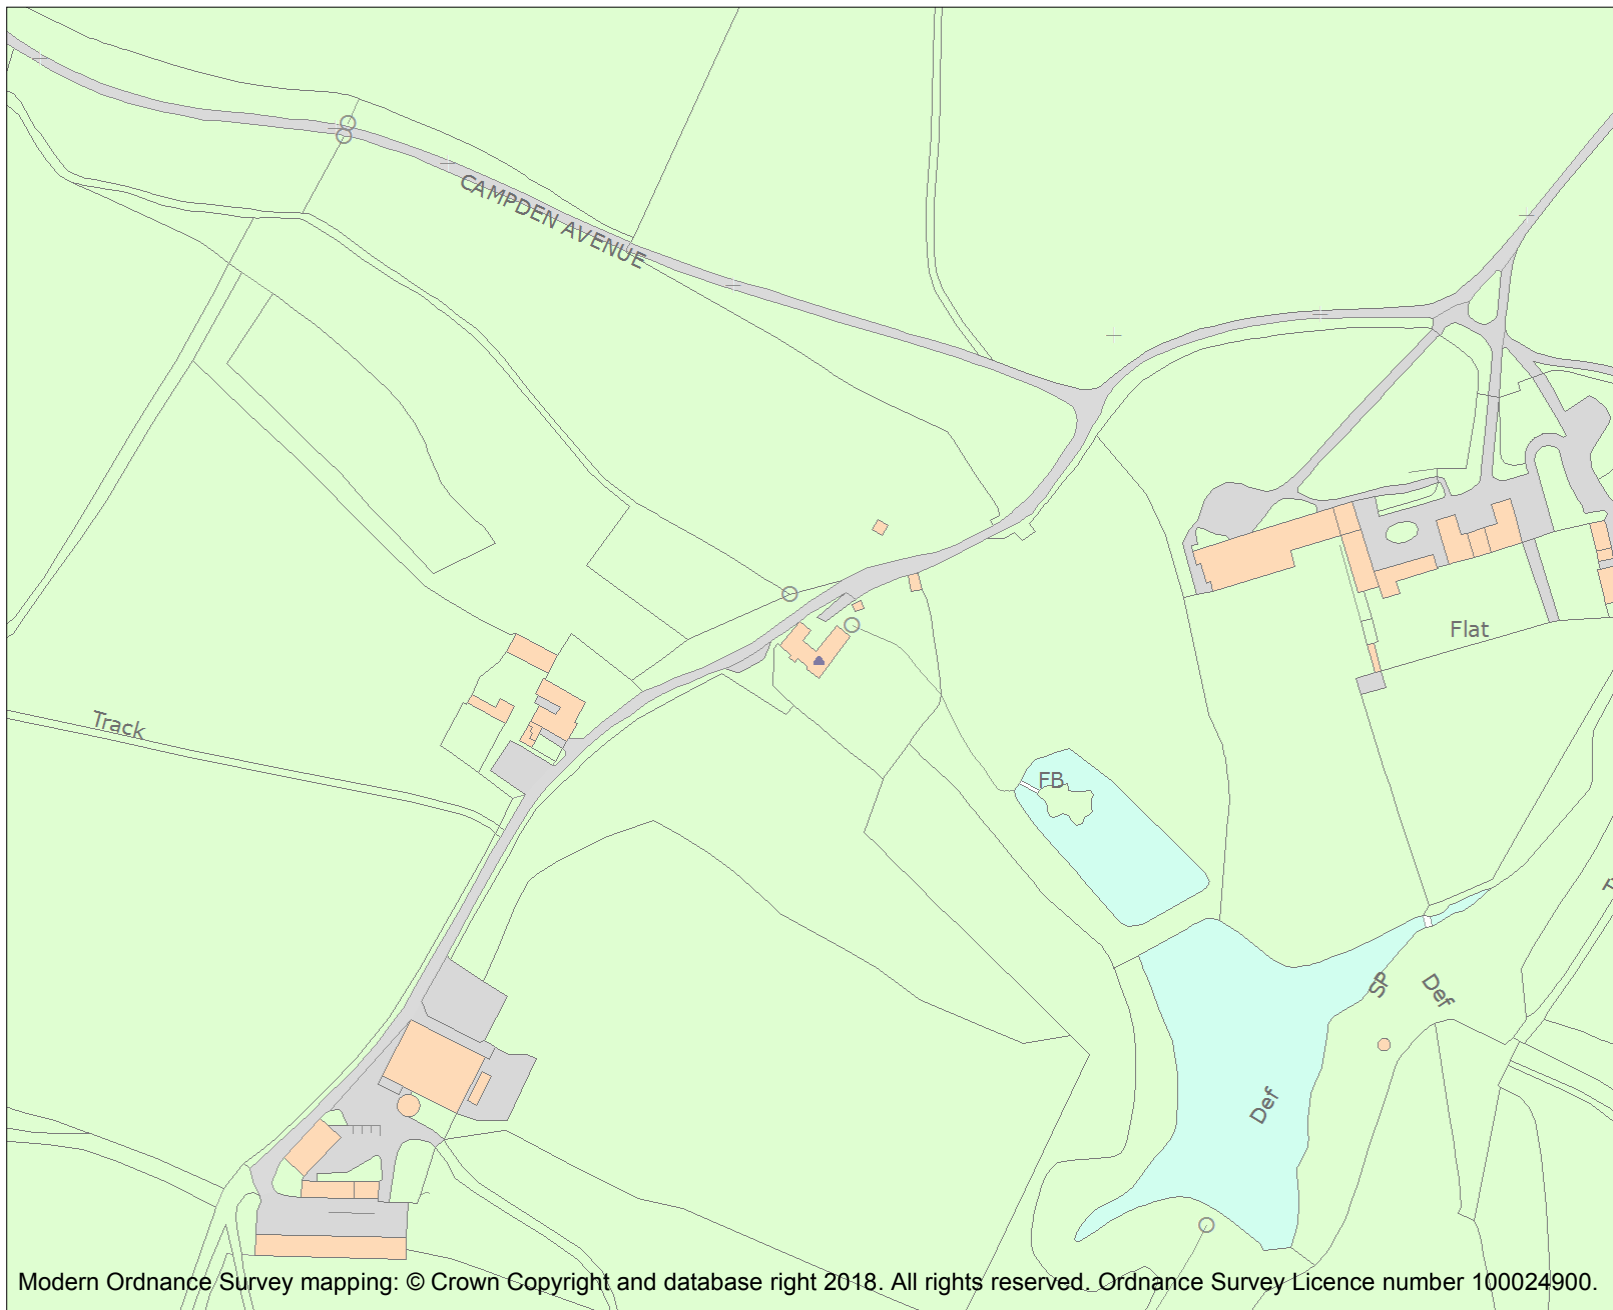 CAMPDEN AVENUE
Flat
Track
FB
SP
Def
Def
Modern Ordnance Survey mapping: © Crown Copyright and database right 2018. All rights reserved. Ordnance Survey Licence number 100024900.